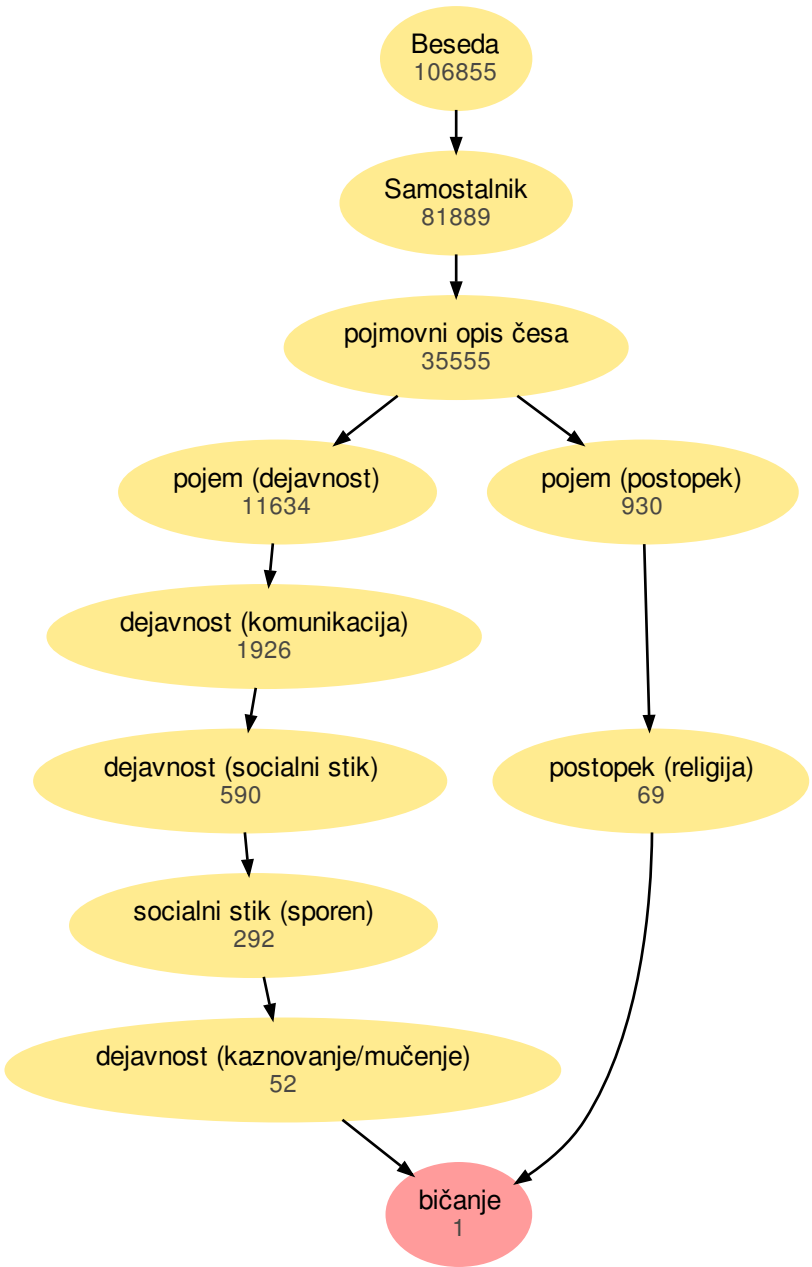 Beseda
106855
Samostalnik
81889
pojmovni opis česa
35555
pojem (dejavnost)
11634
pojem (postopek)
930
dejavnost (komunikacija)
1926
dejavnost (socialni stik)
590
postopek (religija)
69
socialni stik (sporen)
292
dejavnost (kaznovanje/mučenje)
52
bičanje
1